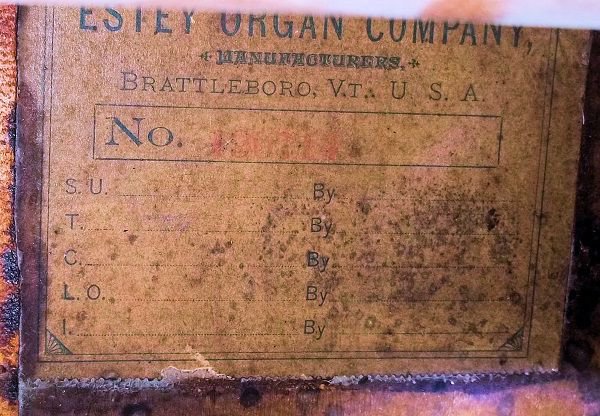 ESTEY ORGAN COMPANY,
MANUFACTURERS.
BRATTLEBORO, VT., U. S. A.
No.
S. U. By
T. By
C. By
L. O. By
I. By